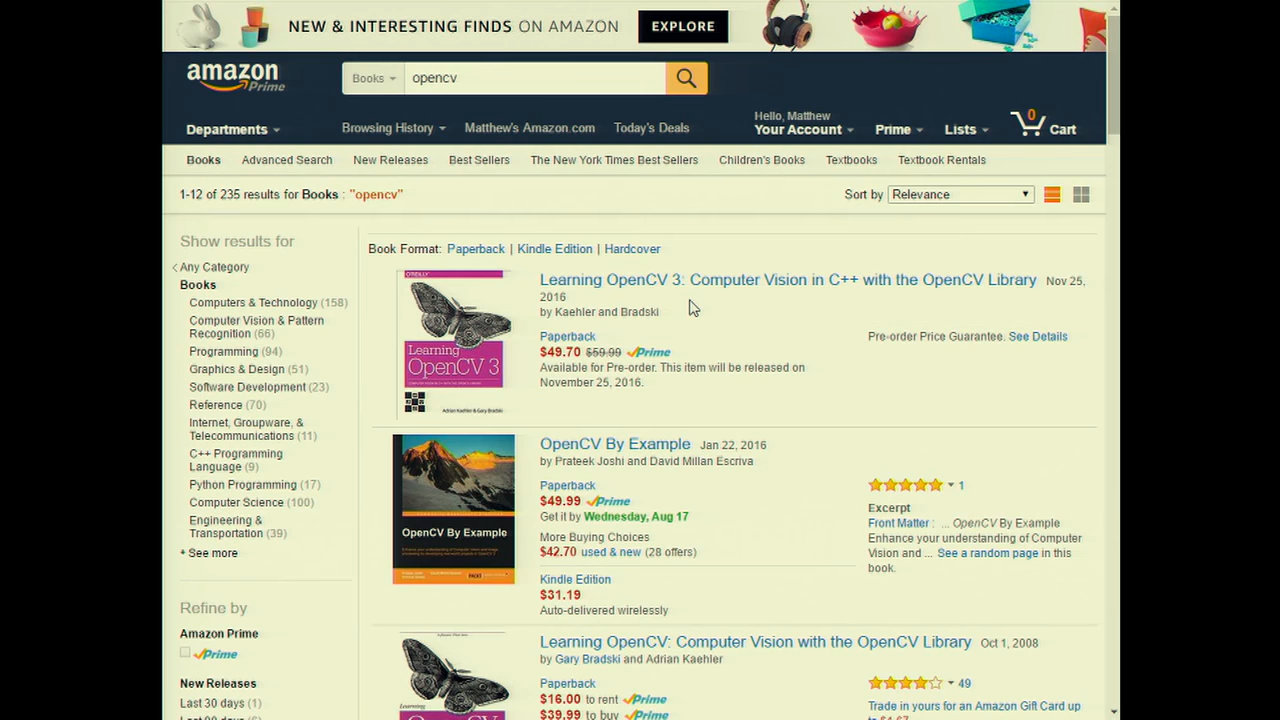 NEW & INTERESTING FINDS ON AMAZON EXPLORE
amazon Prime
Books opencv
Departments Browsing History Matthew's Amazon.com Today's Deals Hello, Matthew Your Account Prime Lists 0 Cart
Books Advanced Search New Releases Best Sellers The New York Times Best Sellers Children's Books Textbooks Textbook Rentals
1-12 of 235 results for Books : "opencv" Sort by Relevance
Show results for
<Any Category
Books
Computers & Technology (158)
Computer Vision & Pattern
Recognition (66)
Programming (94)
Graphics & Design (51)
Software Development (23)
Reference (70)
Internet, Groupware, &
Telecommunications (11)
C++ Programming
Language (9)
Python Programming (17)
Computer Science (100)
Engineering &
Transportation (39)
+ See more
Refine by
Amazon Prime
Prime
New Releases
Last 30 days (1)
Book Format: Paperback | Kindle Edition | Hardcover
O'REILLY
Learning
OpenCV 3
Adrian Kaehler & Gary Bradski
Learning OpenCV 3: Computer Vision in C++ with the OpenCV Library Nov 25,
2016
by Kaehler and Bradski
Paperback
$49.70 $59.99 Prime
Available for Pre-order. This item will be released on
November 25, 2016.
Pre-order Price Guarantee. See Details
OpenCV By Example
OpenCV By Example Jan 22, 2016
by Prateek Joshi and David Millan Escriva
Paperback
$49.99 Prime
Get it by Wednesday, Aug 17
More Buying Choices
$42.70 used & new (28 offers)
Kindle Edition
$31.19
Auto-delivered wirelessly
1
Excerpt
Front Matter : ... OpenCV By Example
Enhance your understanding of Computer
Vision and ... See a random page in this
book.
Learning
Learning OpenCV: Computer Vision with the OpenCV Library Oct 1, 2008
by Gary Bradski and Adrian Kaehler
Paperback
$16.00 to rent Prime
$39.99 to buy Prime
49
Trade in yours for an Amazon Gift Card up